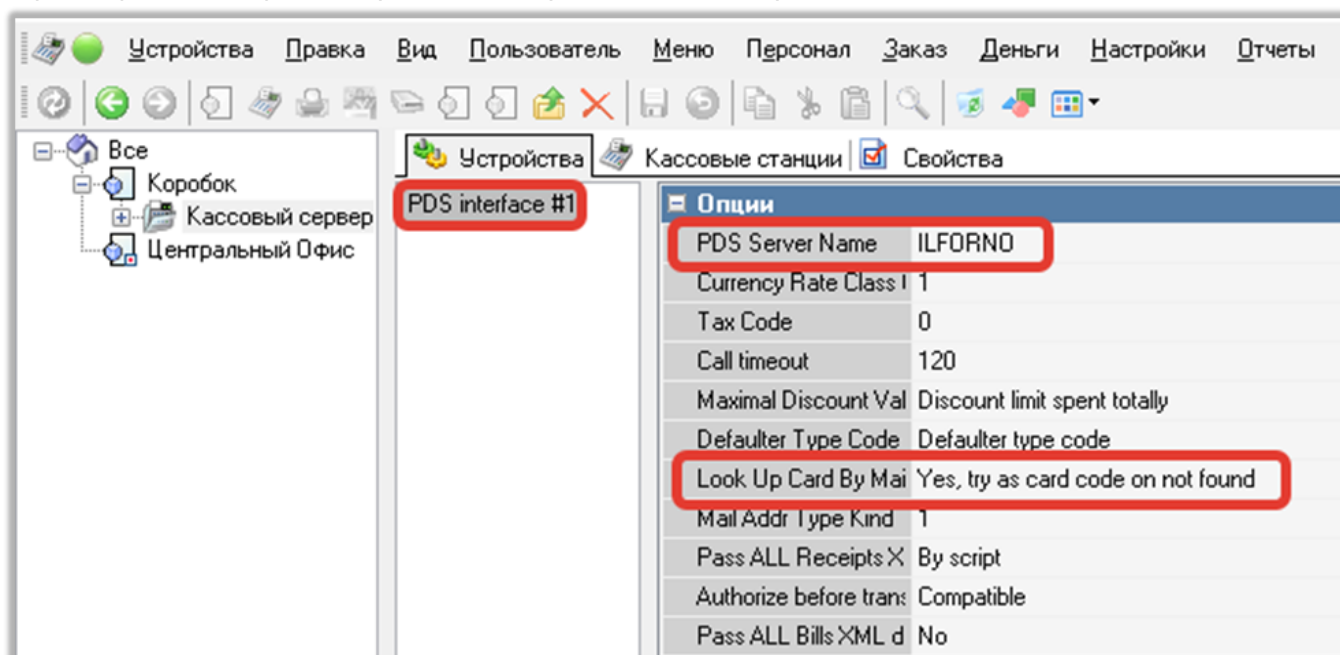 Устройства Правка Вид Пользователь Меню Персонал Заказ Деньги Настройки Отчеты
Все
Коробок
Кассовый сервер
Центральный Офис
Устройства Кассовые станции Свойства
PDS interface #1
Опции
PDS Server Name ILFORNO
Currency Rate Class 1
Tax Code 0
Call timeout 120
Maximal Discount Val Discount limit spent totally
Defaulter Type Code Defaulter type code
Look Up Card By Mai Yes, try as card code on not found
Mail Addr Type Kind 1
Pass ALL Receipts X By script
Authorize before trans Compatible
Pass ALL Bills XML d No